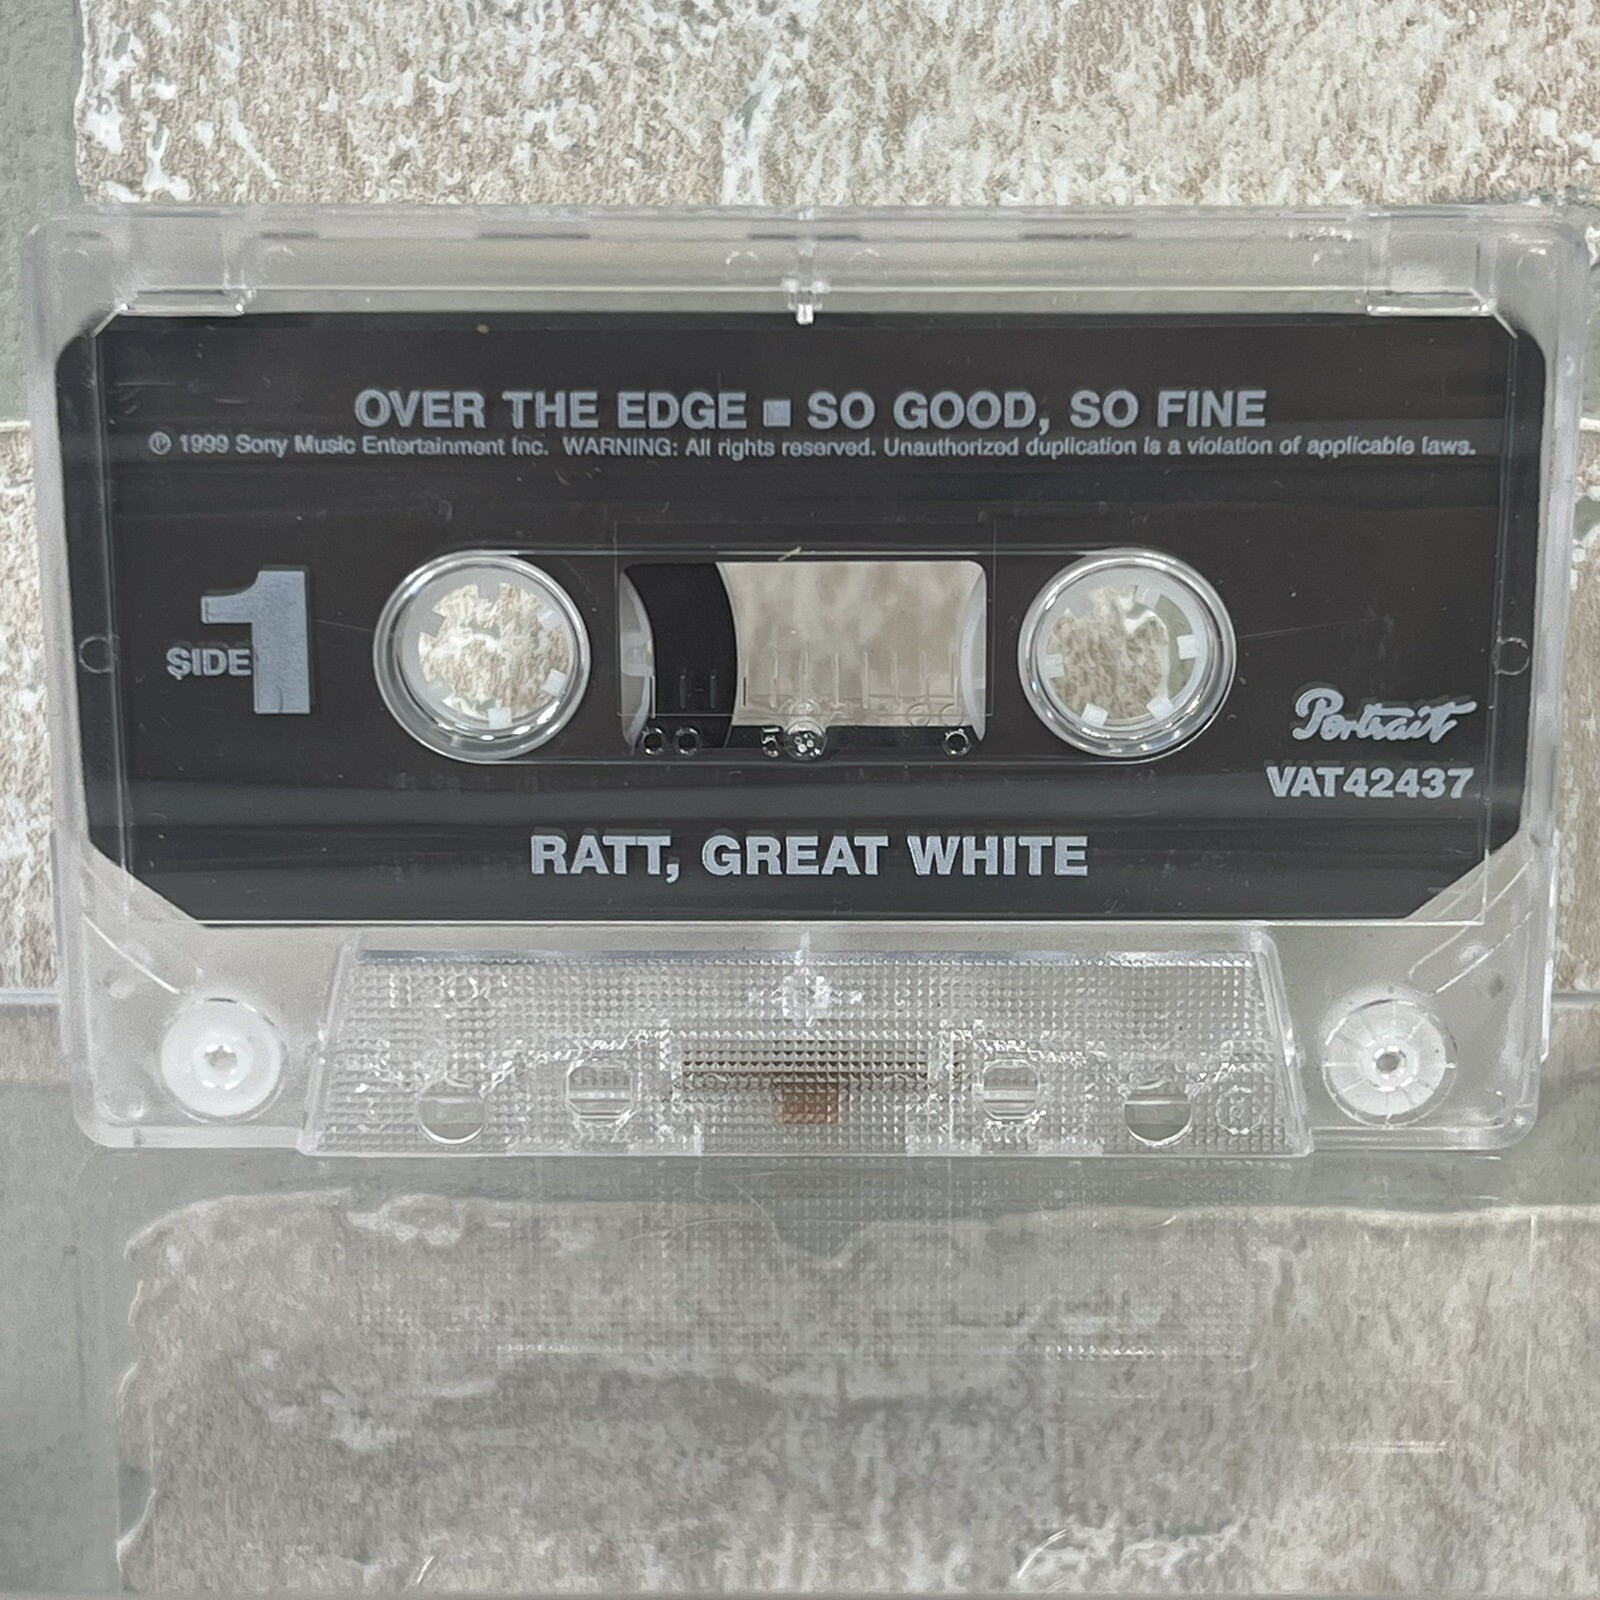 OVER THE EDGE ■ SO GOOD, SO FINE
℗ 1999 Sony Music Entertainment Inc. WARNING: All rights reserved. Unauthorized duplication is a violation of applicable laws.
SIDE 1
Portrait
VAT42437
RATT, GREAT WHITE